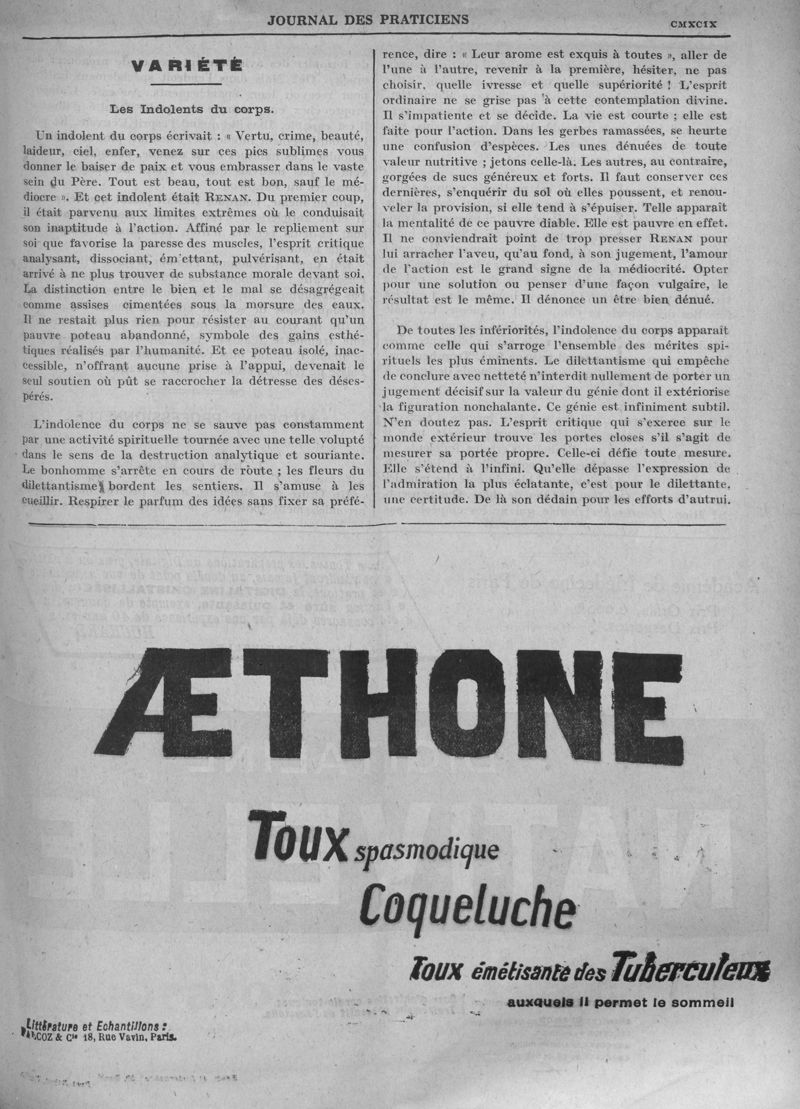 JOURNAL DES PRATICIENS
CMXCIX
VARIÉTÉ
Les Indolents du corps.
Un indolent du corps écrivait : « Vertu, crime, beauté,
laideur, ciel, enfer, venez sur ces pics sublimes vous
donner le baiser de paix et vous embrasser dans le vaste
sein du Père. Tout est beau, tout est bon, sauf le mé-
diocre ». Et cet indolent était RENAN. Du premier coup,
il était parvenu aux limites extrêmes où le conduisait
son inaptitude à l'action. Affiné par le repliement sur
soi que favorise la paresse des muscles, l'esprit critique
analysant, dissociant, émiettant, pulvérisant, en était
arrivé à ne plus trouver de substance morale devant soi.
La distinction entre le bien et le mal se désagrégeait
comme assises cimentées sous la morsure des eaux.
Il ne restait plus rien pour résister au courant qu'un
pauvre poteau abandonné, symbole des gains esthé-
tiques réalisés par l'humanité. Et ce poteau isolé, inac-
cessible, n'offrant aucune prise à l'appui, devenait le
seul soutien où pût se raccrocher la détresse des déses-
pérés.
L'indolence du corps ne se sauve pas constamment
par une activité spirituelle tournée avec une telle volupté
dans le sens de la destruction analytique et souriante.
Le bonhomme s'arrête en cours de route ; les fleurs du
dilettantisme bordent les sentiers. Il s'amuse à les
cueillir. Respirer le parfum des idées sans fixer sa préfé-
rence, dire : « Leur arome est exquis à toutes », aller de
l'une à l'autre, revenir à la première, hésiter, ne pas
choisir, quelle ivresse et quelle supériorité ! L'esprit
ordinaire ne se grise pas à cette contemplation divine.
Il s'impatiente et se décide. La vie est courte ; elle est
faite pour l'action. Dans les gerbes ramassées, se heurte
une confusion d'espèces. Les unes dénuées de toute
valeur nutritive ; jetons celle-là. Les autres, au contraire,
gorgées de sucs généreux et forts. Il faut conserver ces
dernières, s'enquérir du sol où elles poussent, et renou-
veler la provision, si elle tend à s'épuiser. Telle apparaît
la mentalité de ce pauvre diable. Elle est pauvre en effet.
Il ne conviendrait point de trop presser RENAN pour
lui arracher l'aveu, qu'au fond, à son jugement, l'amour
de l'action est le grand signe de la médiocrité. Opter
pour une solution ou penser d'une façon vulgaire, le
résultat est le même. Il dénonce un être bien dénué.
De toutes les infériorités, l'indolence du corps apparaît
comme celle qui s'arroge l'ensemble des mérites spi-
rituels les plus éminents. Le dilettantisme qui empêche
de conclure avec netteté n'interdit nullement de porter un
jugement décisif sur la valeur du génie dont il extériorise
la figuration nonchalante. Ce génie est infiniment subtil.
N'en doutez pas. L'esprit critique qui s'exerce sur le
monde extérieur trouve les portes closes s'il s'agit de
mesurer sa portée propre. Celle-ci défie toute mesure.
Elle s'étend à l'infini. Qu'elle dépasse l'expression de
l'admiration la plus éclatante, c'est pour le dilettante,
une certitude. De là son dédain pour les efforts d'autrui.
ÆTHONE
Toux spasmodique
Coqueluche
Toux émétisante des Tuberculeux
auxquels il permet le sommeil
Littérature et Echantillons :
COZ & Cie 18, Rue Vavin, Paris.